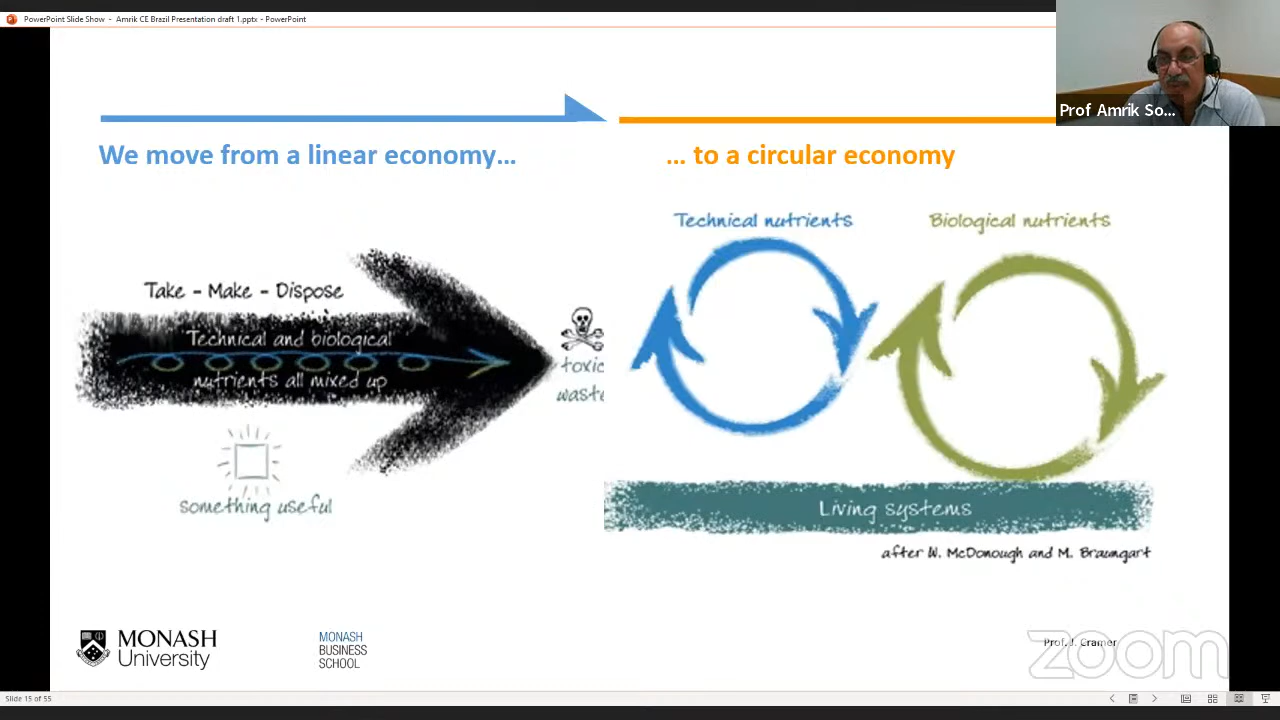 PowerPoint Slide Show - Amrik CE Brazil Presentation draft 1.pptx - PowerPoint
Prof Amrik So...
We move from a linear economy...
... to a circular economy
Take - Make - Dispose
Technical and biological
nutrients all mixed up
toxic
waste
something useful
Technical nutrients
Biological nutrients
Living systems
after W. McDonough and M. Braungart
MONASH
University
MONASH
BUSINESS
SCHOOL
Prof. J. Cramer
zoom
Slide 15 of 55